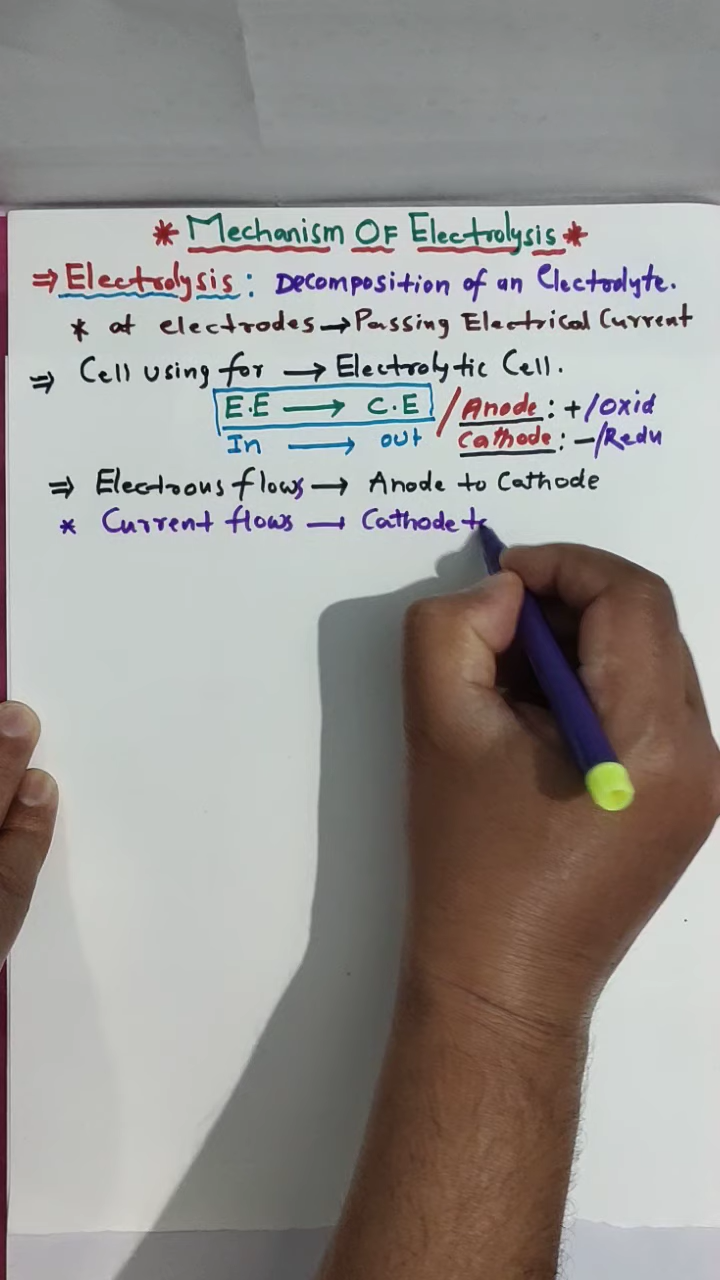 * Mechanism OF Electrolysis *
⇒ Electrolysis: Decomposition of an Electrolyte.
* at electrodes → Passing Electrical Current
⇒ Cell using for → Electrolytic Cell.
E.E → C.E / Anode: +/Oxid
In → out / Cathode: -/Redu
⇒ Electrous flows → Anode to Cathode
* Current flows → Cathode t